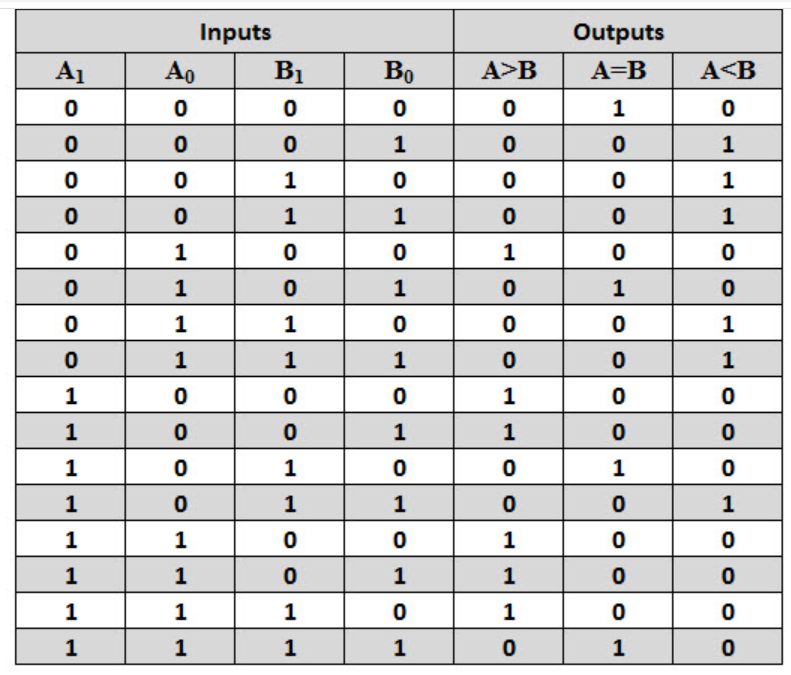 Inputs Outputs
A₁ A₀ B₁ B₀ A>B A=B A<B
0 0 0 0 0 1 0
0 0 0 1 0 0 1
0 0 1 0 0 0 1
0 0 1 1 0 0 1
0 1 0 0 1 0 0
0 1 0 1 0 1 0
0 1 1 0 0 0 1
0 1 1 1 0 0 1
1 0 0 0 1 0 0
1 0 0 1 1 0 0
1 0 1 0 0 1 0
1 0 1 1 0 0 1
1 1 0 0 1 0 0
1 1 0 1 1 0 0
1 1 1 0 1 0 0
1 1 1 1 0 1 0